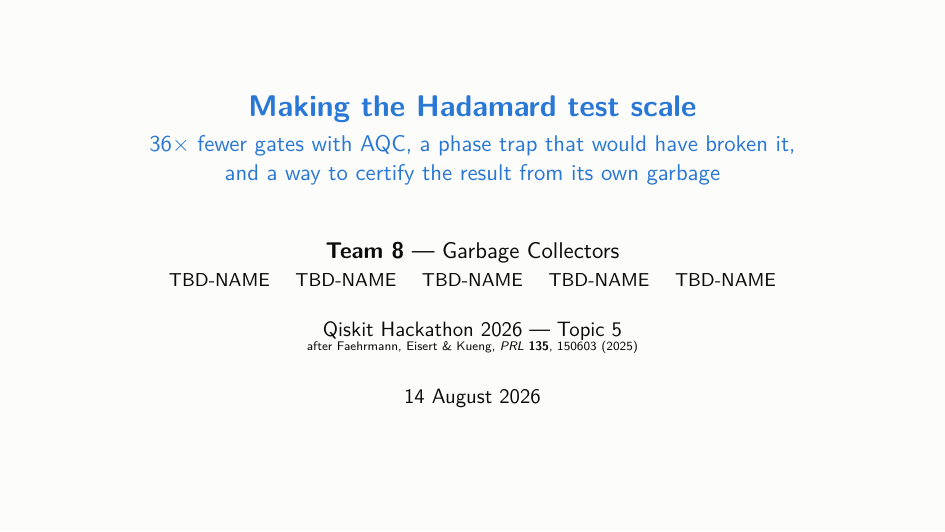 Making the Hadamard test scale
36× fewer gates with AQC, a phase trap that would have broken it,
and a way to certify the result from its own garbage
Team 8 — Garbage Collectors
TBD-NAME TBD-NAME TBD-NAME TBD-NAME TBD-NAME
Qiskit Hackathon 2026 — Topic 5
after Faehrmann, Eisert & Kueng, PRL 135, 150603 (2025)
14 August 2026